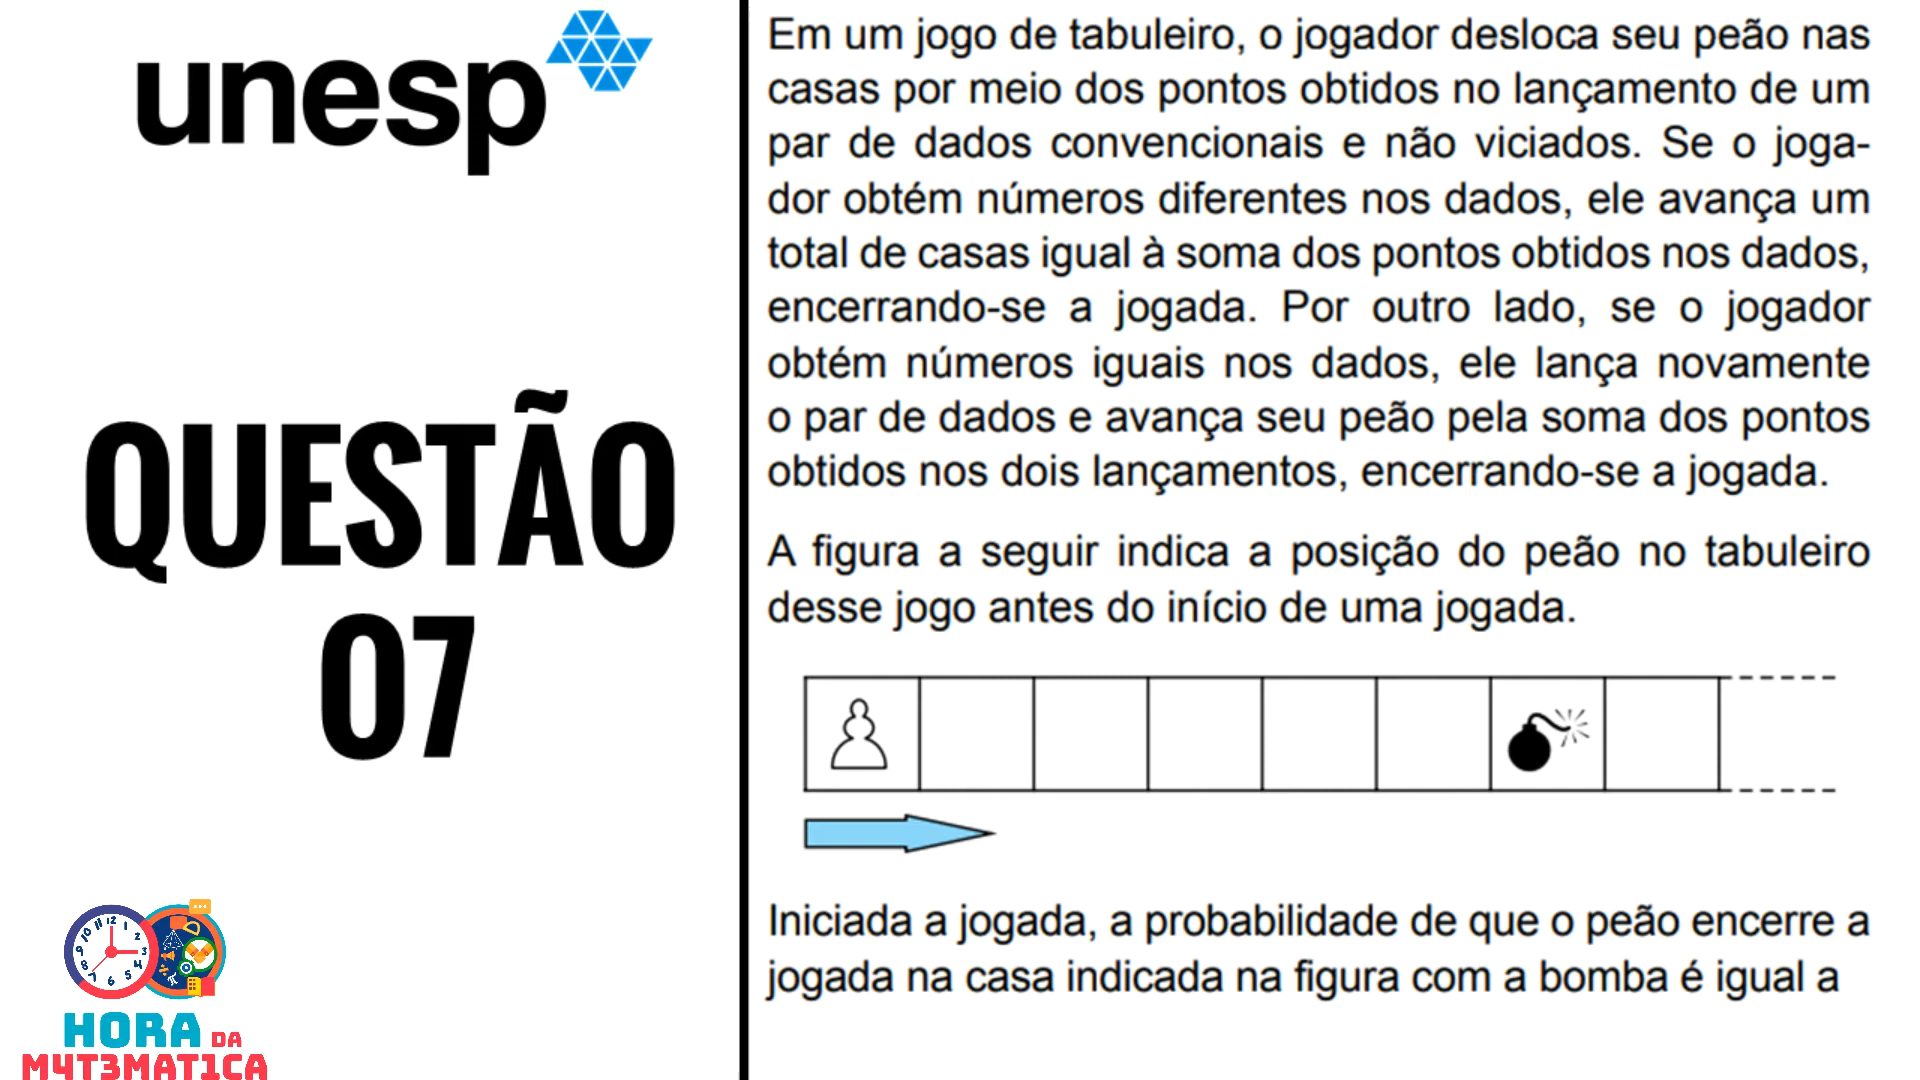 unesp
QUESTÃO
07
HORA DA
M4T3MAT1CA
Em um jogo de tabuleiro, o jogador desloca seu peão nas
casas por meio dos pontos obtidos no lançamento de um
par de dados convencionais e não viciados. Se o joga-
dor obtém números diferentes nos dados, ele avança um
total de casas igual à soma dos pontos obtidos nos dados,
encerrando-se a jogada. Por outro lado, se o jogador
obtém números iguais nos dados, ele lança novamente
o par de dados e avança seu peão pela soma dos pontos
obtidos nos dois lançamentos, encerrando-se a jogada.
A figura a seguir indica a posição do peão no tabuleiro
desse jogo antes do início de uma jogada.
Iniciada a jogada, a probabilidade de que o peão encerre a
jogada na casa indicada na figura com a bomba é igual a